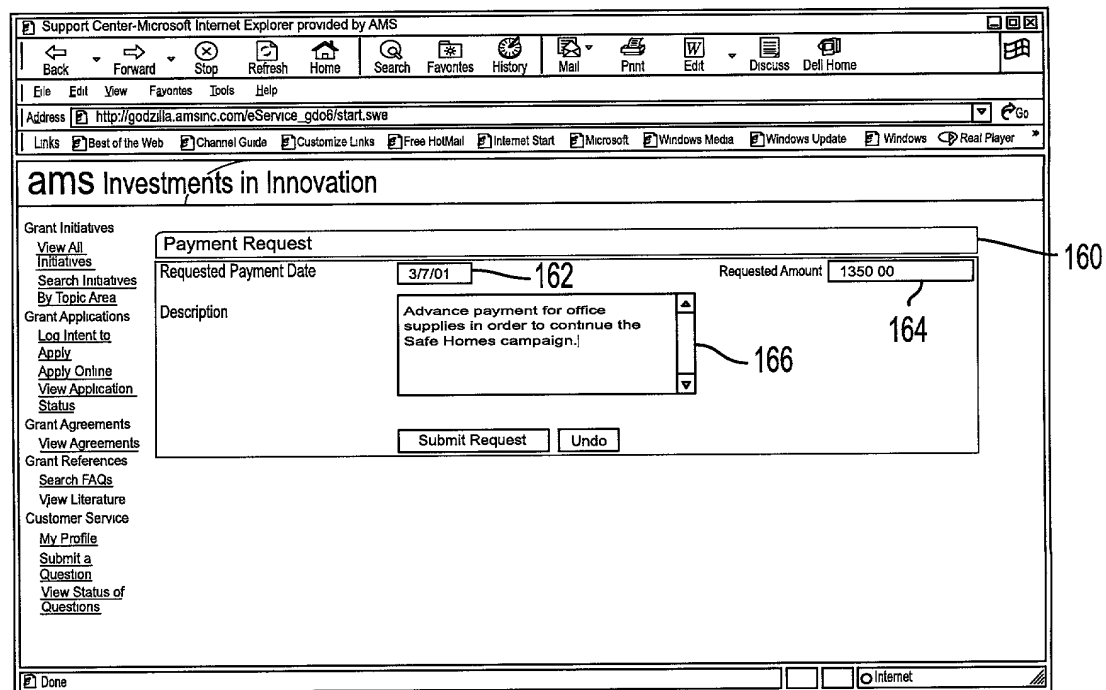 Support Center-Microsoft Internet Explorer provided by AMS
Back Forward Stop Refresh Home Search Favorites History Mail Print Edit Discuss Dell Home
File Edit View Favorites Tools Help
Address http://godzilla.amsinc.com/eService_gdo6/start.swe Go
Links Best of the Web Channel Guide Customize Links Free HotMail Internet Start Microsoft Windows Media Windows Update Windows Real Player »
ams Investments in Innovation
Grant Initiatives
View All
Initiatives
Search Initiatives
By Topic Area
Grant Applications
Log Intent to
Apply
Apply Online
View Application
Status
Grant Agreements
View Agreements
Grant References
Search FAQs
View Literature
Customer Service
My Profile
Submit a
Question
View Status of
Questions
Payment Request
160
Requested Payment Date 3/7/01 162 Requested Amount 1350 00
164
Description
Advance payment for office
supplies in order to continue the
Safe Homes campaign.
166
Submit Request Undo
Done Internet